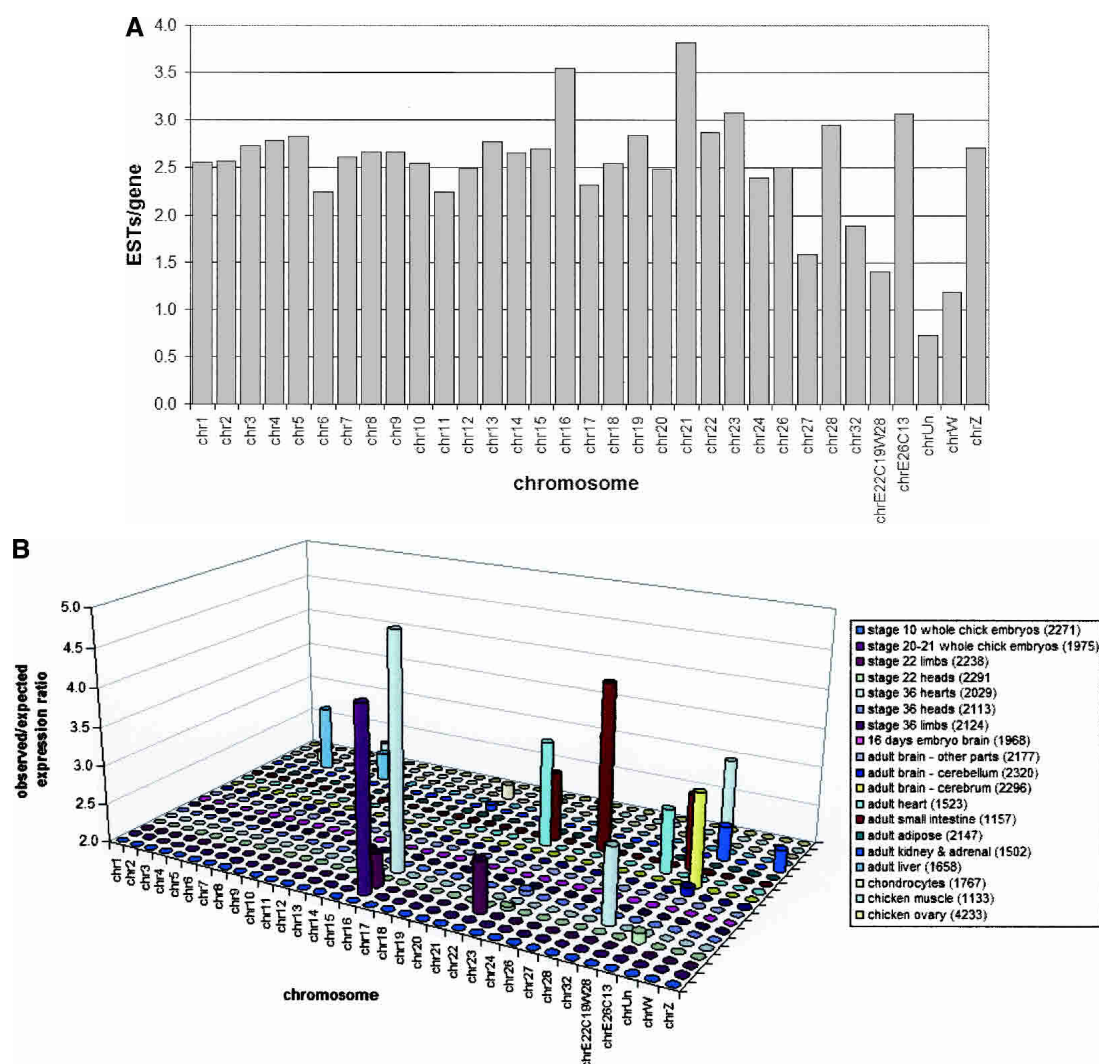 A
4.0
3.5
3.0
2.5
2.0
1.5
1.0
0.5
0.0
ESTs/gene
chr1
chr2
chr3
chr4
chr5
chr6
chr7
chr8
chr9
chr10
chr11
chr12
chr13
chr14
chr15
chr16
chr17
chr18
chr19
chr20
chr21
chr22
chr23
chr24
chr26
chr27
chr28
chr32
chrE22C19W28
chrE26C13
chrUn
chrW
chrZ
chromosome
B
5.0
4.5
4.0
3.5
3.0
2.5
2.0
observed/expected
expression ratio
chr1
chr2
chr3
chr4
chr5
chr6
chr7
chr8
chr9
chr10
chr11
chr12
chr13
chr14
chr15
chr16
chr17
chr18
chr19
chr20
chr21
chr22
chr23
chr24
chr26
chr27
chr28
chr32
chrE22C19W28
chrE26C13
chrUn
chrW
chrZ
chromosome
stage 10 whole chick embryos (2271)
stage 20-21 whole chick embryos (1975)
stage 22 limbs (2238)
stage 22 heads (2291
stage 36 hearts (2029)
stage 36 heads (2113)
stage 36 limbs (2124)
16 days embryo brain (1968)
adult brain - other parts (2177)
adult brain - cerebellum (2320)
adult brain - cerebrum (2296)
adult heart (1523)
adult small intestine (1157)
adult adipose (2147)
adult kidney & adrenal (1502)
adult liver (1658)
chondrocytes (1767)
chicken muscle (1133)
chicken ovary (4233)